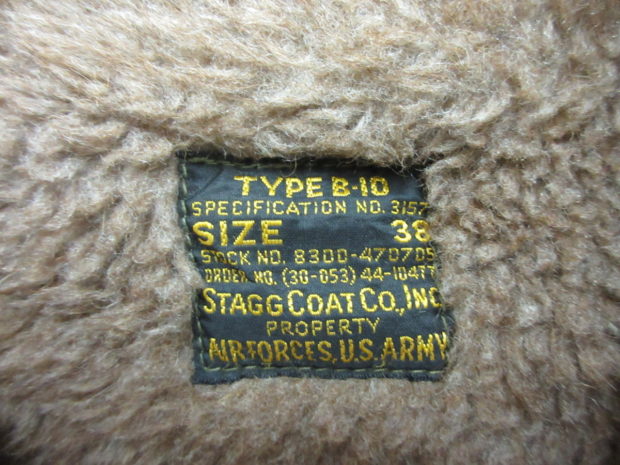 TYPE B-10
SPECIFICATION NO. 3157
SIZE 38
STOCK NO. 8300-470705
ORDER NO. (30-053) 44-10477
STAGG COAT CO., INC.
PROPERTY
AIR FORCES, U.S. ARMY